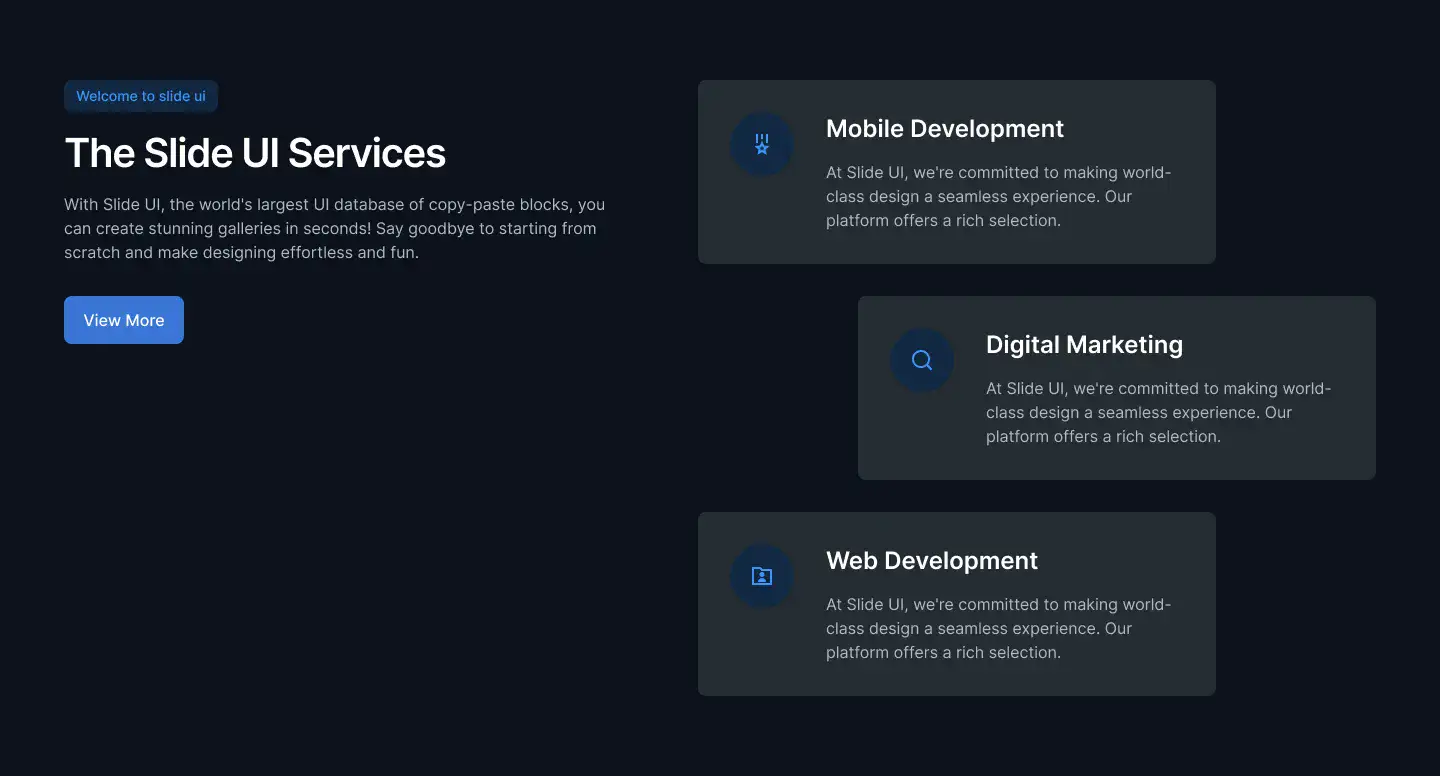 Welcome to slide ui
The Slide UI Services
With Slide UI, the world's largest UI database of copy-paste blocks, you
can create stunning galleries in seconds! Say goodbye to starting from
scratch and make designing effortless and fun.
View More
Mobile Development
At Slide UI, we're committed to making world-
class design a seamless experience. Our
platform offers a rich selection.
Digital Marketing
At Slide UI, we're committed to making world-
class design a seamless experience. Our
platform offers a rich selection.
Web Development
At Slide UI, we're committed to making world-
class design a seamless experience. Our
platform offers a rich selection.